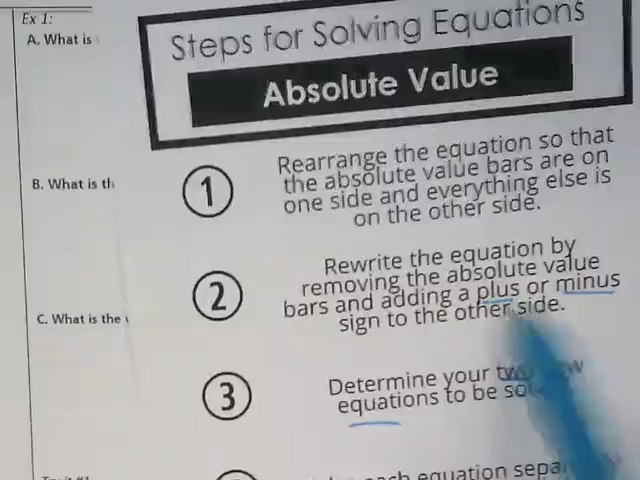 Ex 1:
A. What is
B. What is th
C. What is the
Steps for Solving Equations
Absolute Value
1
Rearrange the equation so that
the absolute value bars are on
one side and everything else is
on the other side.
2
Rewrite the equation by
removing the absolute value
bars and adding a plus or minus
sign to the other side.
3
Determine your two
equations to be
each equation